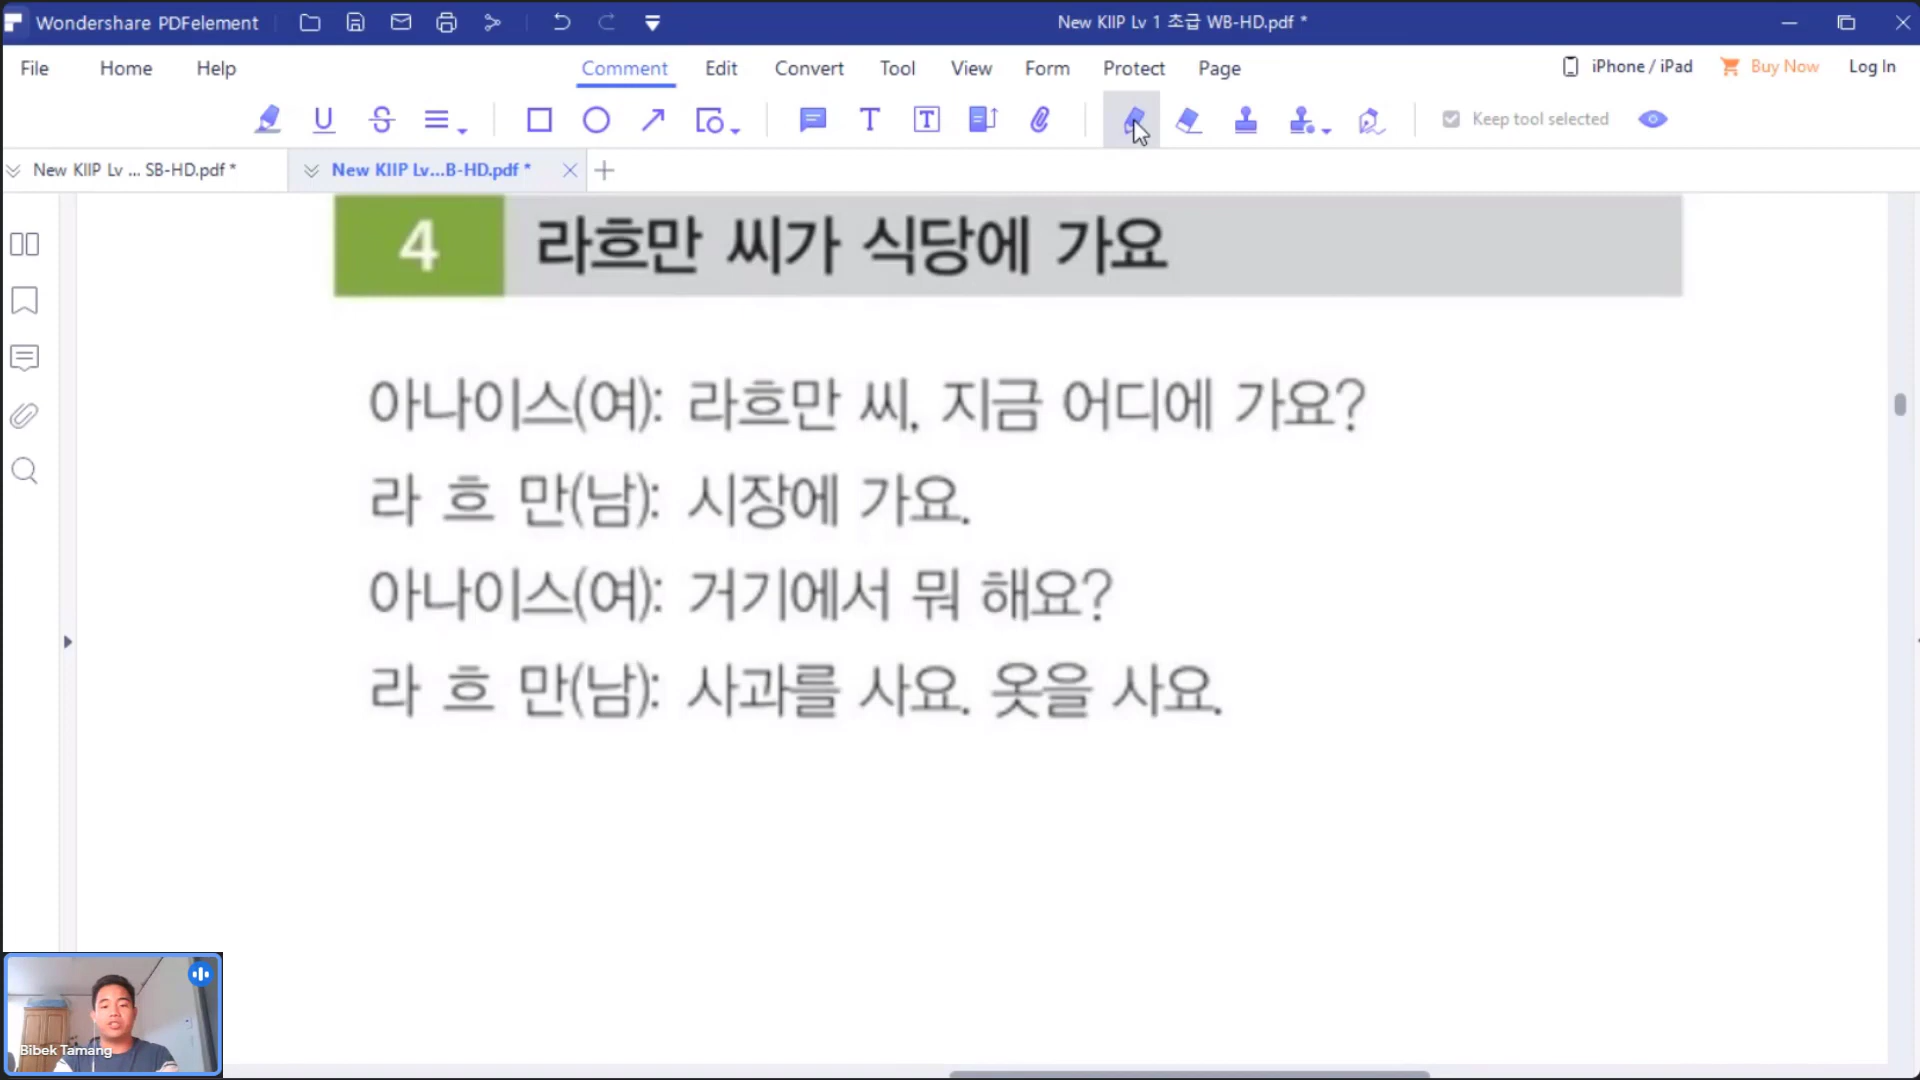 Wondershare PDFelement
New KIIP Lv 1 초급 WB-HD.pdf *
File Home Help Comment Edit Convert Tool View Form Protect Page iPhone / iPad Buy Now Log In
Keep tool selected
New KIIP Lv ... SB-HD.pdf * New KIIP Lv...B-HD.pdf *
4 라흐만 씨가 식당에 가요
아나이스(여): 라흐만 씨, 지금 어디에 가요?
라 흐 만(남): 시장에 가요.
아나이스(여): 거기에서 뭐 해요?
라 흐 만(남): 사과를 사요. 옷을 사요.
Bibek Tamang